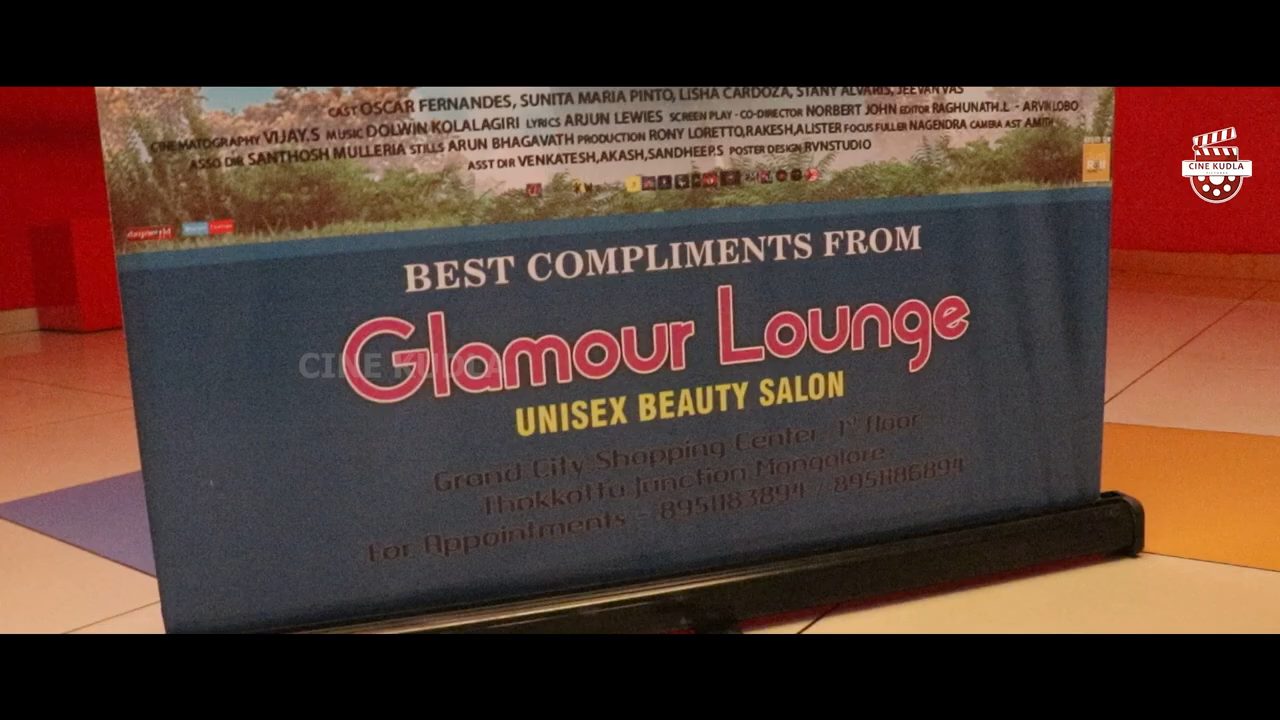 CAST OSCAR FERNANDES, SUNITA MARIA PINTO, LISHA CARDOZA, STANY ALVARIS, JEEVAN VAS
CINEMATOGRAPHY VIJAY.S MUSIC DOLWIN KOLALAGIRI LYRICS ARJUN LEWIES SCREEN PLAY - CO-DIRECTOR NORBERT JOHN EDITOR RAGHUNATH.L - ARVIN LOBO
ASSO DIR SANTHOSH MULLERIA STILLS ARUN BHAGAVATH PRODUCTION RONY LORETTO,RAKESH,ALISTER FOCUS FULLER NAGENDRA CAMERA AST AMITH
ASST DIR VENKATESH,AKASH,SANDHEEP.S POSTER DESIGN RVNSTUDIO
CINE KUDLA
BEST COMPLIMENTS FROM
Glamour Lounge
CINE KUDLA
UNISEX BEAUTY SALON
Grand City Shopping Center, 1st floor
Thokkottu Junction Mangalore
For Appointments - 8951183894 / 8951186894